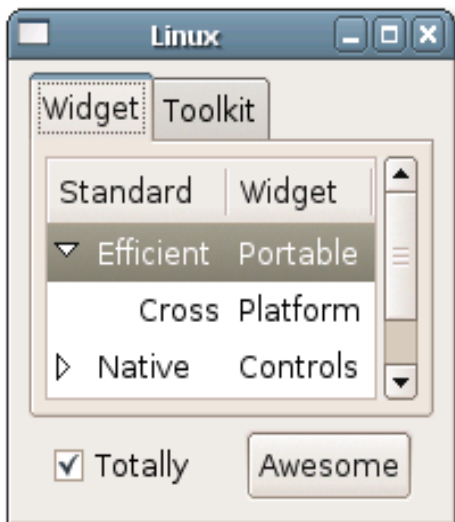 Linux
Widget Toolkit
Standard Widget
Efficient Portable
Cross Platform
Native Controls
Totally Awesome